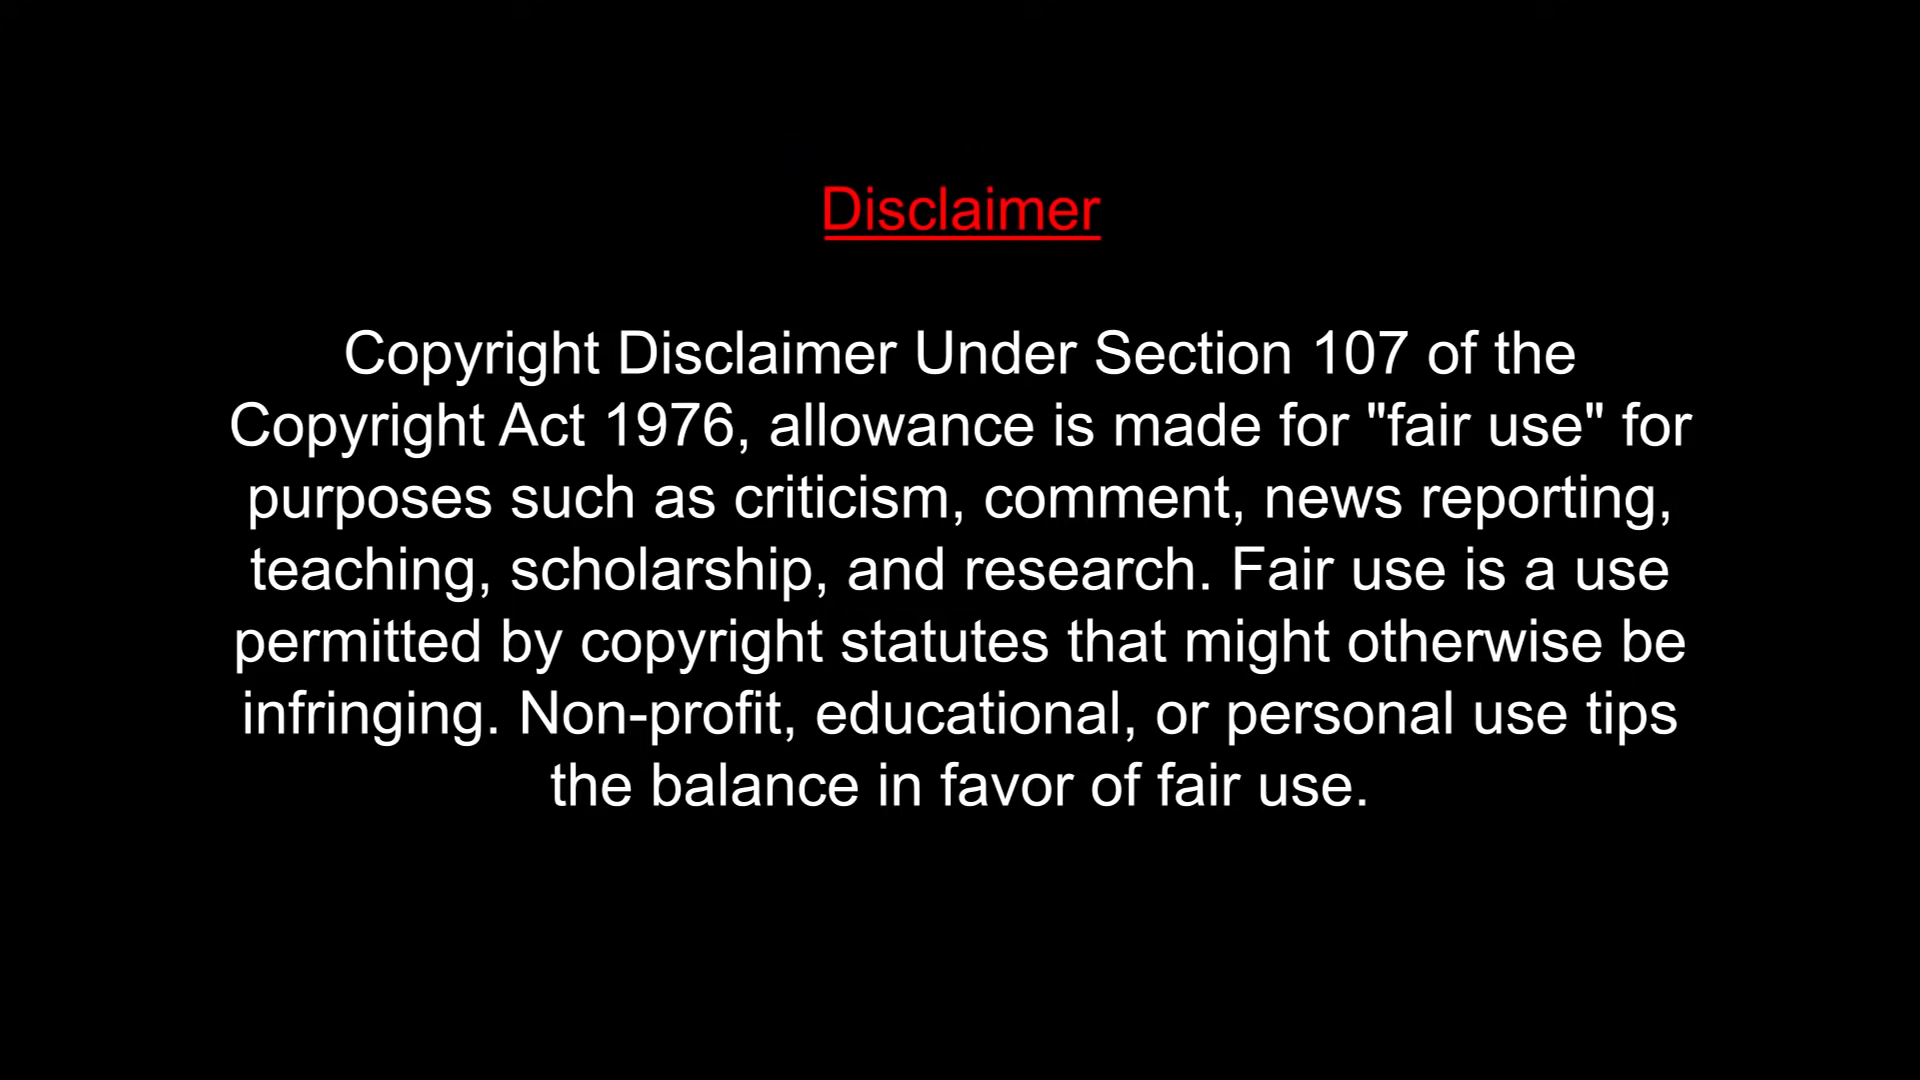 Disclaimer
Copyright Disclaimer Under Section 107 of the
Copyright Act 1976, allowance is made for "fair use" for
purposes such as criticism, comment, news reporting,
teaching, scholarship, and research. Fair use is a use
permitted by copyright statutes that might otherwise be
infringing. Non-profit, educational, or personal use tips
the balance in favor of fair use.